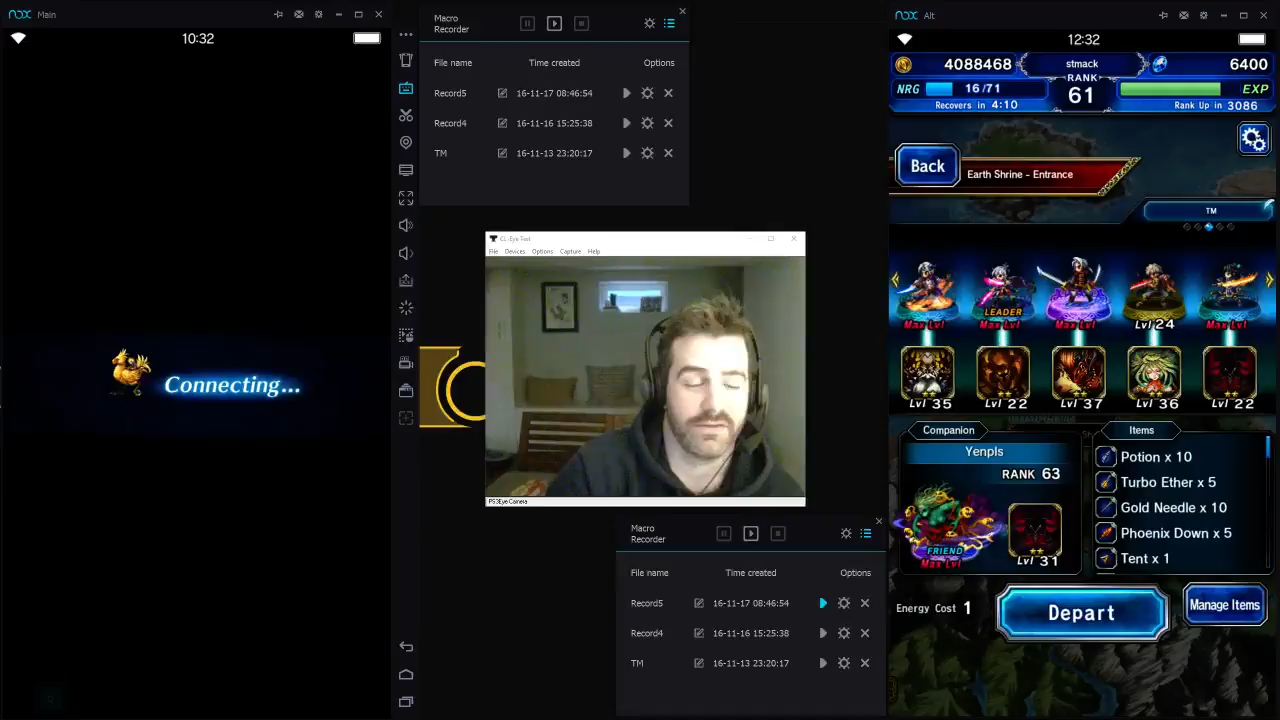 nox Main
10:32
Connecting...
Macro
Recorder
File name Time created Options
Record5 16-11-17 08:46:54
Record4 16-11-16 15:25:38
TM 16-11-13 23:20:17
CL-Eye Test
File Devices Options Capture Help
PS3Eye Camera
Macro
Recorder
File name Time created Options
Record5 16-11-17 08:46:54
Record4 16-11-16 15:25:38
TM 16-11-13 23:20:17
nox Alt
12:32
4088468 stmack 6400
NRG 16/71 RANK 61 EXP
Recovers in 4:10 Rank Up in 3086
Back Earth Shrine - Entrance
TM
LEADER
Max Lvl Max Lvl Max Lvl Lvl 24 Max Lvl
Lvl 35 Lvl 22 Lvl 37 Lvl 36 Lvl 22
Companion Items
Yenpls
RANK 63
FRIEND
Max Lvl Lvl 31
Potion x 10
Turbo Ether x 5
Gold Needle x 10
Phoenix Down x 5
Tent x 1
Energy Cost 1 Depart Manage Items